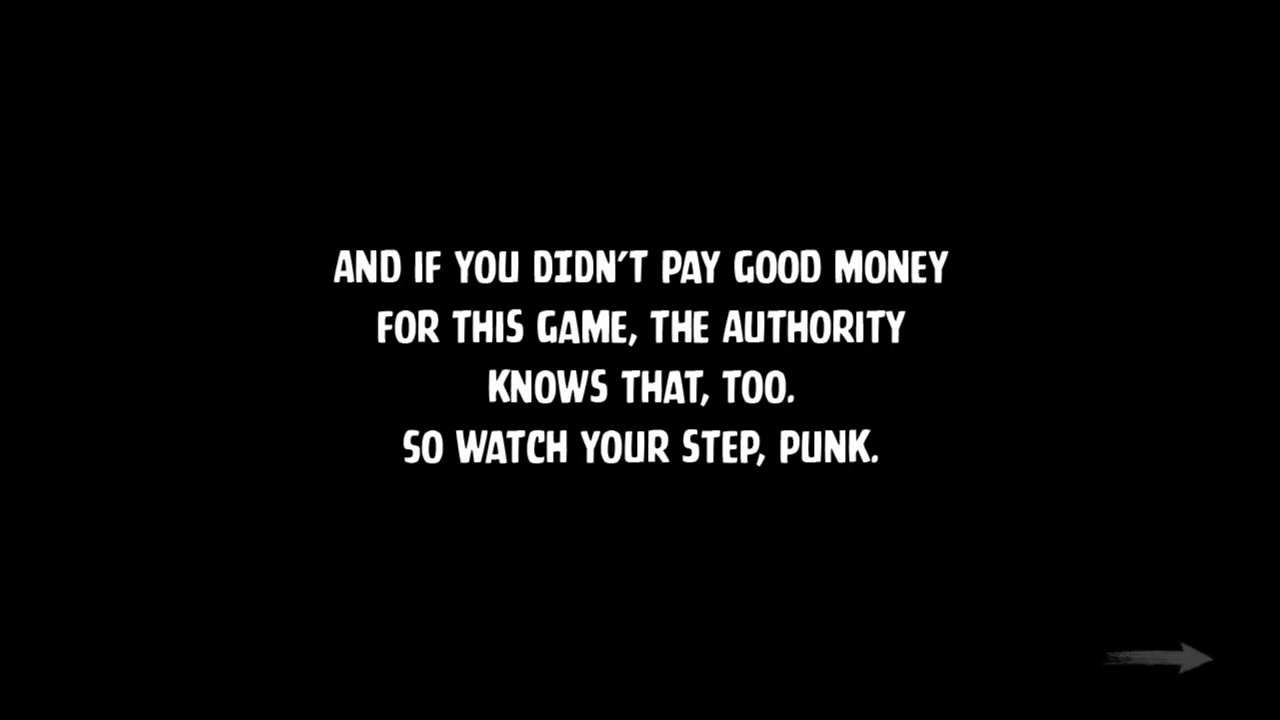 AND IF YOU DIDN'T PAY GOOD MONEY
FOR THIS GAME, THE AUTHORITY
KNOWS THAT, TOO.
SO WATCH YOUR STEP, PUNK.